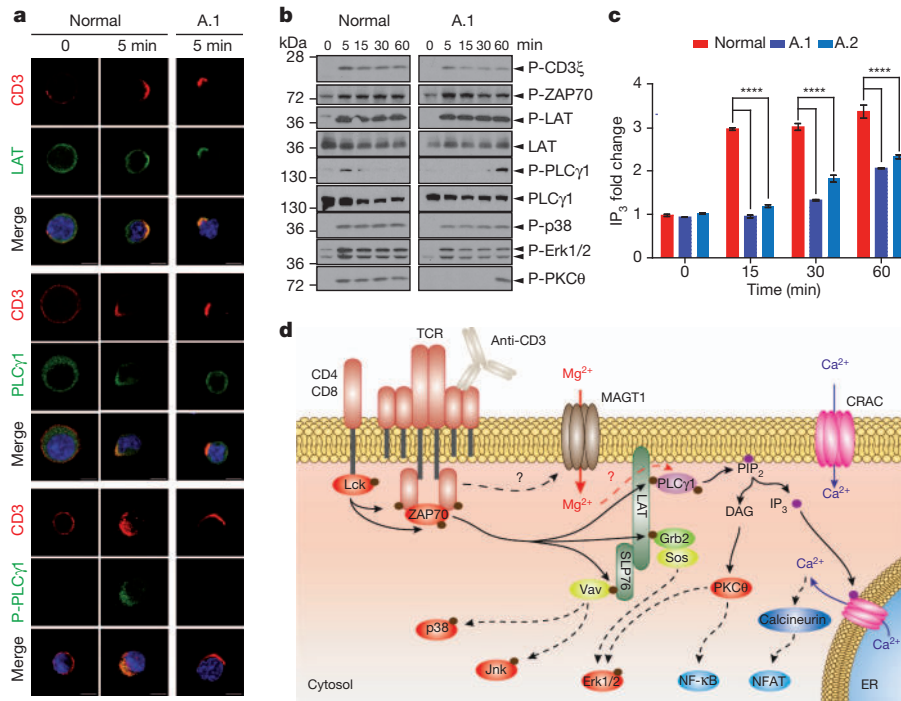 a
Normal
A.1
0
5 min
5 min
CD3
LAT
Merge
CD3
PLCγ1
Merge
CD3
P-PLCγ1
Merge
b
Normal
A.1
kDa
0 5 15 30 60
0 5 15 30 60
min
28
P-CD3ξ
72
P-ZAP70
36
P-LAT
36
LAT
130
P-PLCγ1
130
PLCγ1
36
P-p38
36
P-Erk1/2
72
P-PKCθ
c
Normal A.1 A.2
IP3 fold change
4
3
2
1
0
**** **** ****
0 15 30 60
Time (min)
d
TCR
Anti-CD3
CD4
CD8
Mg2+
MAGT1
Ca2+
CRAC
Lck
ZAP70
?
?
Mg2+
LAT
PLCγ1
PIP2
Ca2+
DAG
IP3
Grb2
Sos
SLP76
Vav
PKCθ
Ca2+
p38
Calcineurin
Ca2+
Jnk
Erk1/2
NF-κB
NFAT
Cytosol
ER